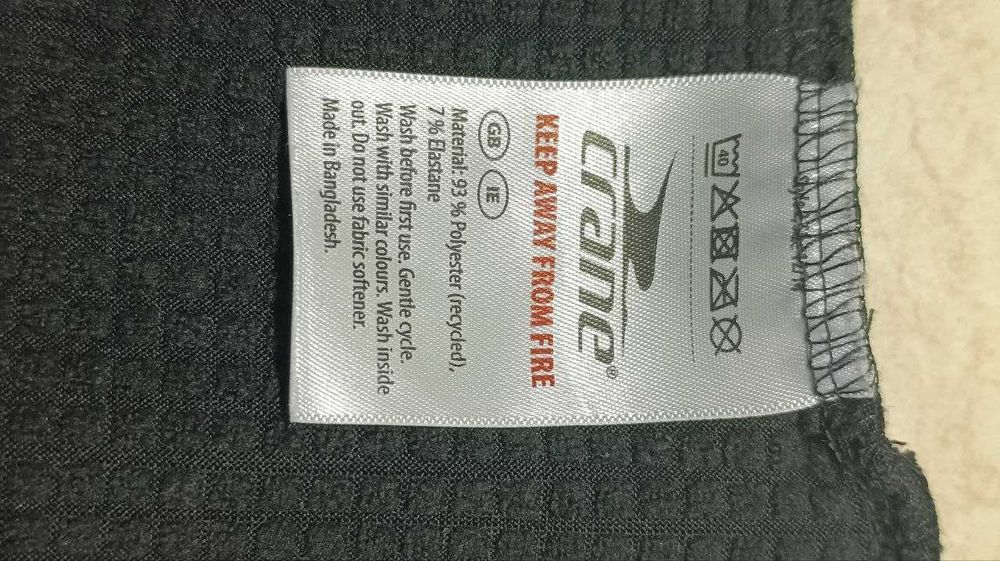 40
crane®
KEEP AWAY FROM FIRE
GB IE
Material: 93 % Polyester (recycled),
7 % Elastane
Wash before first use. Gentle cycle.
Wash with similar colours. Wash inside
out. Do not use fabric softener.
Made in Bangladesh.